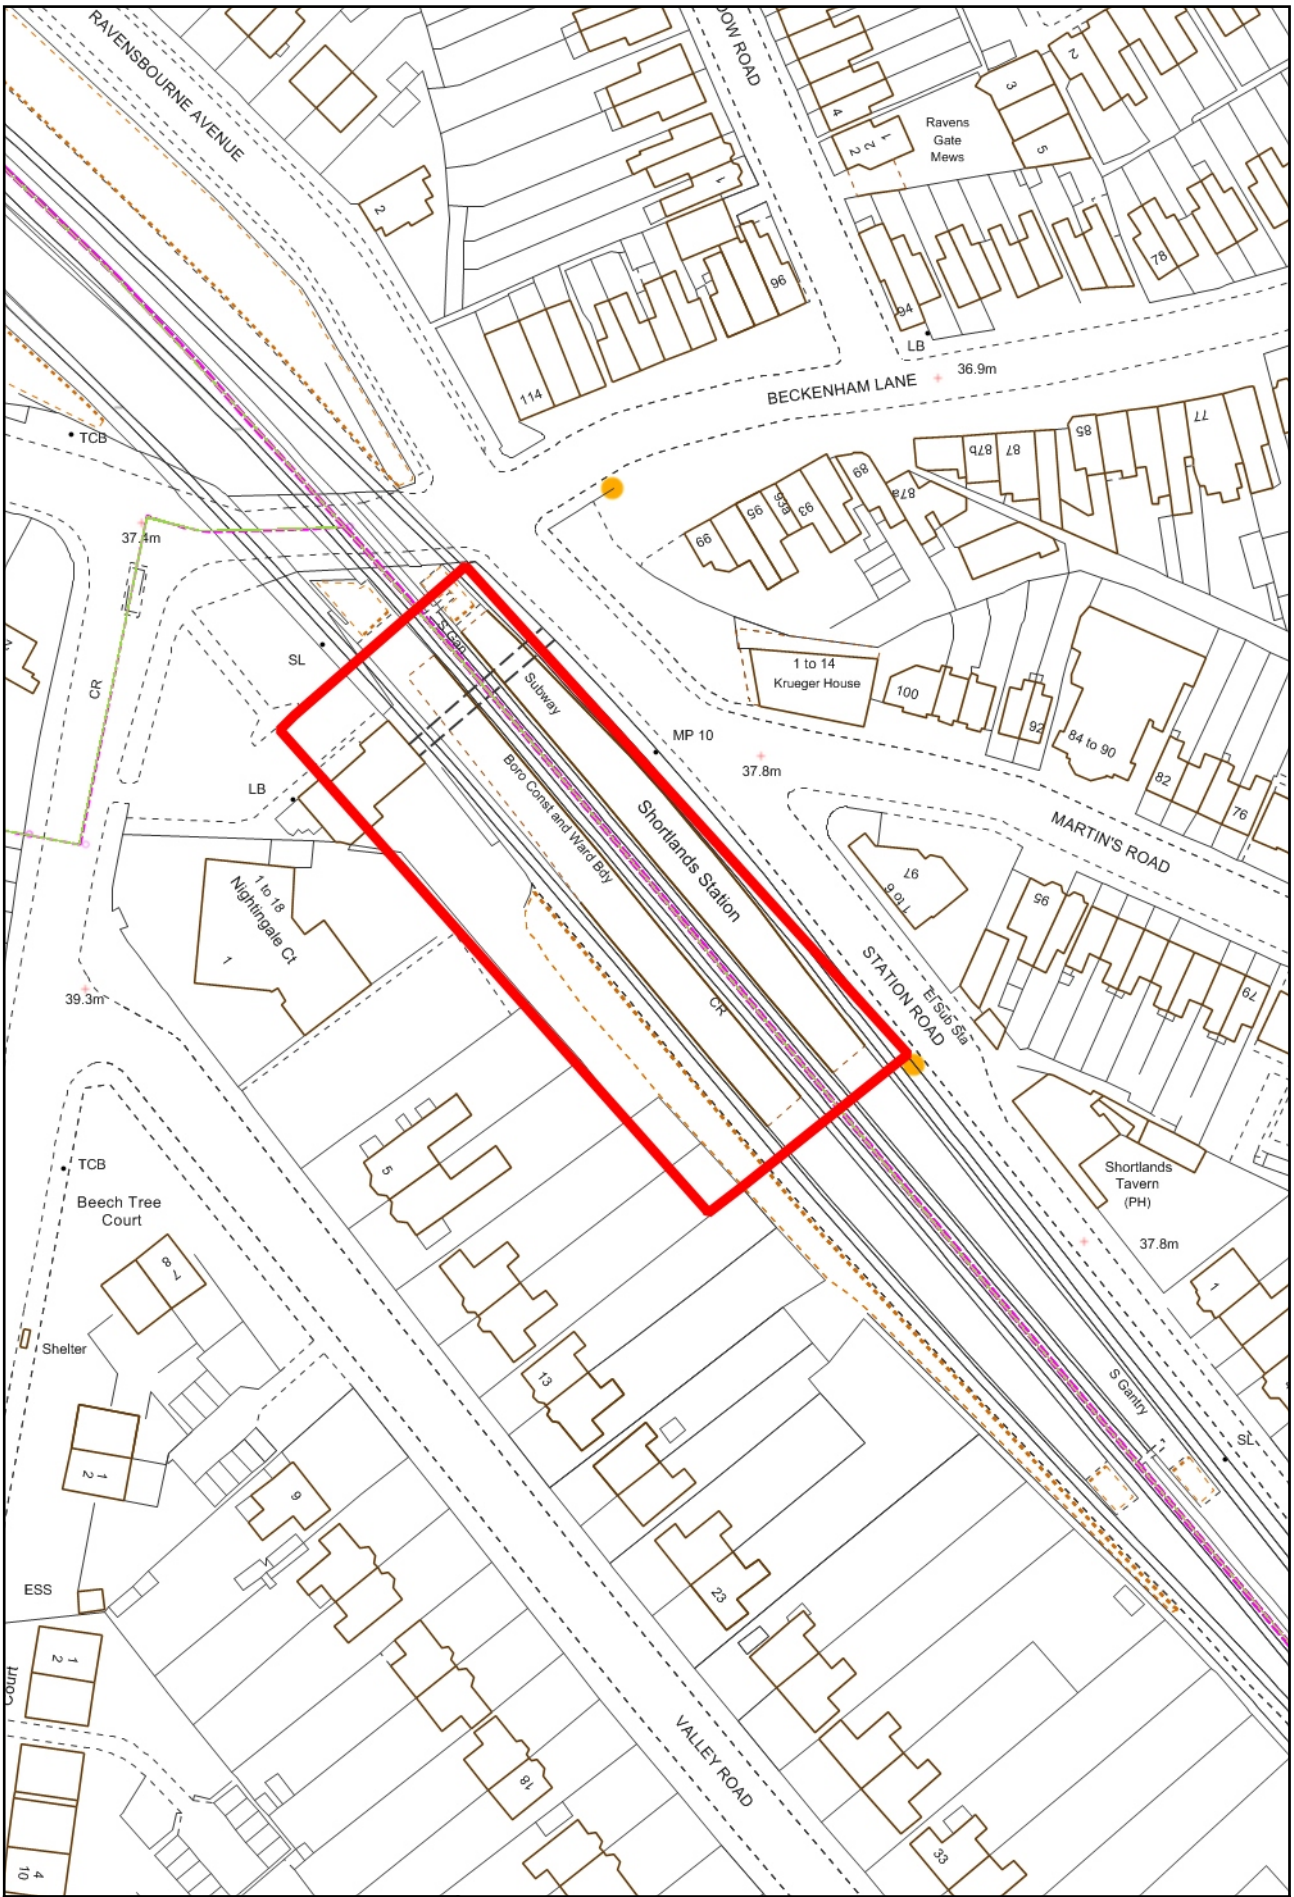 RAVENSBOURNE AVENUE
DOW ROAD
3
2
5
4
Ravens
Gate
Mews
1
2
3
2
1
2
78
96
94
LB
36.9m
114
BECKENHAM LANE
77
85
87
87b
89
87a
93
93a
95
99
TCB
37.4m
S Gan
SL
CR
Subway
1 to 14
Krueger House
100
92
84 to 90
82
76
MP 10
37.8m
LB
Boro Const and Ward Bdy
Shortlands Station
MARTIN'S ROAD
97
1 to 6
95
79
1 to 18
Nightingale Ct
1
39.3m
CR
STATION ROAD
El Sub Sta
TCB
Beech Tree
Court
5
Shortlands
Tavern
(PH)
37.8m
7
8
1
Shelter
13
S Gantry
SL
1
2
9
23
ESS
1
2
Court
VALLEY ROAD
18
33
4
10